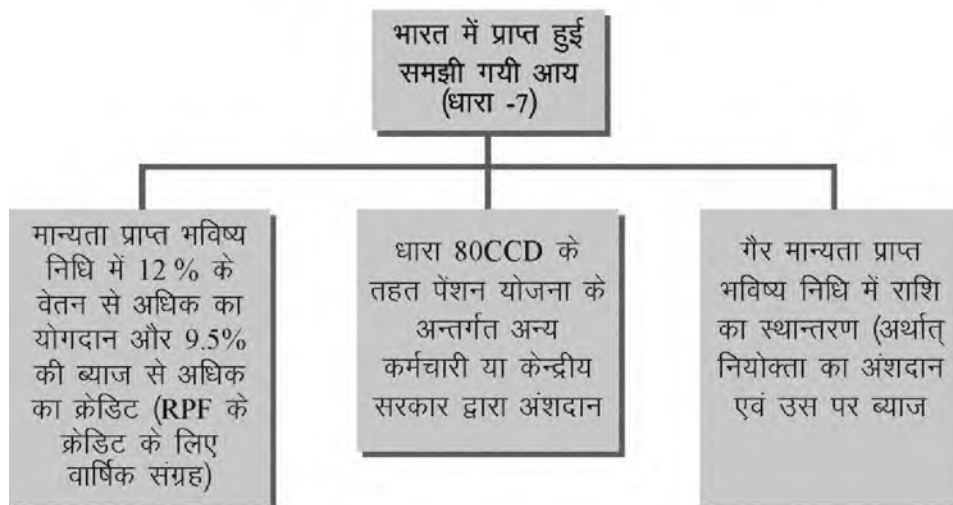 भारत में प्राप्त हुई
समझी गयी आय
(धारा -7)
मान्यता प्राप्त भविष्य
निधि में 12 % के
वेतन से अधिक का
योगदान और 9.5%
की ब्याज से अधिक
का क्रेडिट (RPF के
क्रेडिट के लिए
वार्षिक संग्रह)
धारा 80CCD के
तहत पेंशन योजना के
अन्तर्गत अन्य
कर्मचारी या केन्द्रीय
सरकार द्वारा अंशदान
गैर मान्यता प्राप्त
भविष्य निधि में राशि
का स्थान्तरण (अर्थात्
नियोक्ता का अंशदान
एवं उस पर ब्याज